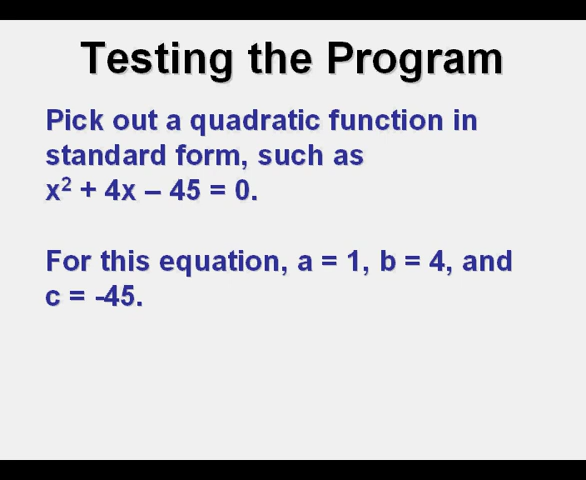 Testing the Program
Pick out a quadratic function in
standard form, such as
x² + 4x – 45 = 0.
For this equation, a = 1, b = 4, and
c = -45.